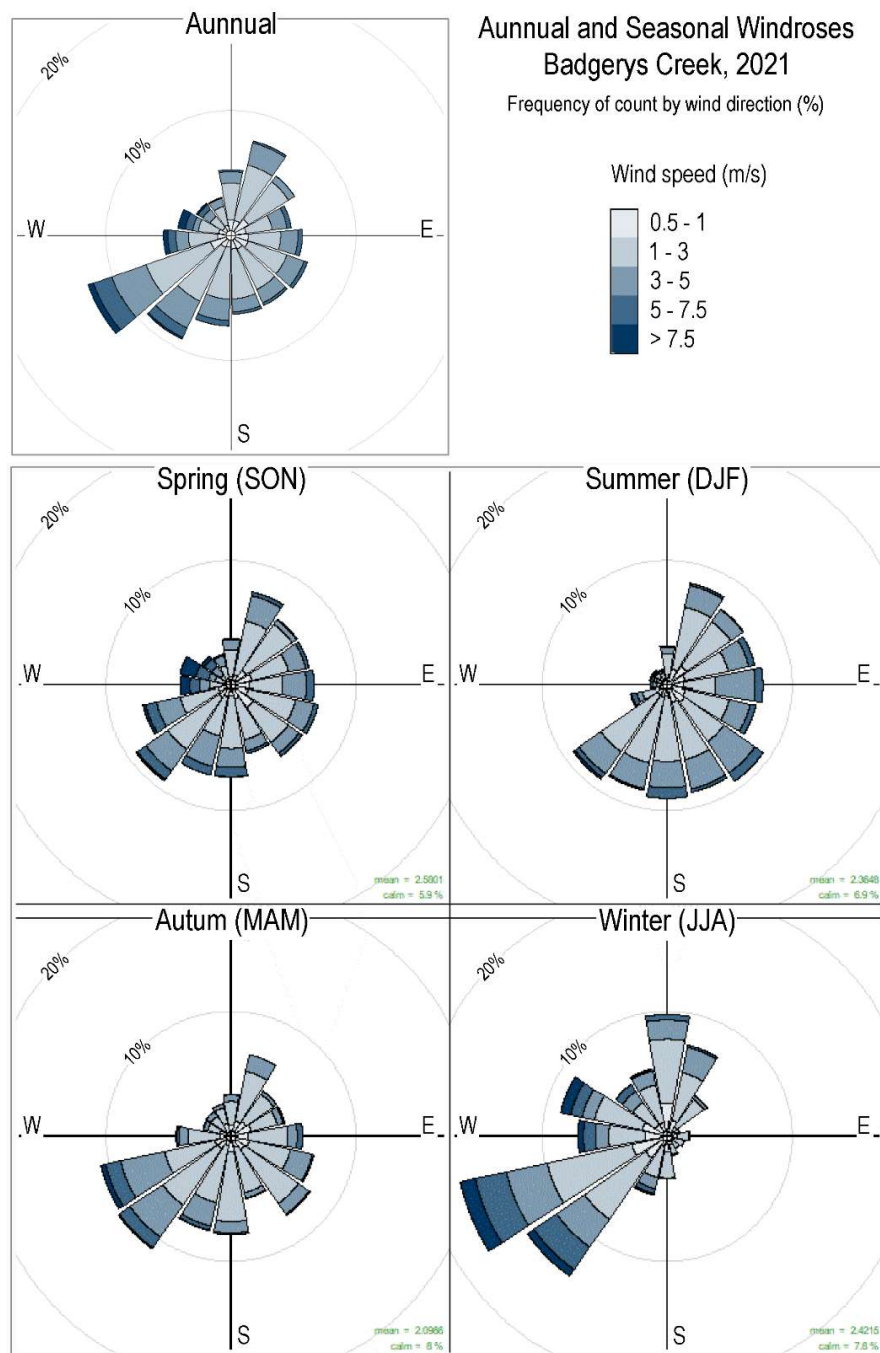 Aunnual
20%
10%
W
E
S
Aunnual and Seasonal Windroses
Badgerys Creek, 2021
Frequency of count by wind direction (%)
Wind speed (m/s)
0.5 - 1
1 - 3
3 - 5
5 - 7.5
> 7.5
Spring (SON)
20%
10%
W
E
S
mean = 2.5801
calm = 5.9 %
Summer (DJF)
20%
10%
W
E
S
mean = 2.3648
calm = 6.9 %
Autum (MAM)
20%
10%
W
E
S
mean = 2.0986
calm = 8 %
Winter (JJA)
20%
10%
W
E
S
mean = 2.4215
calm = 7.8 %